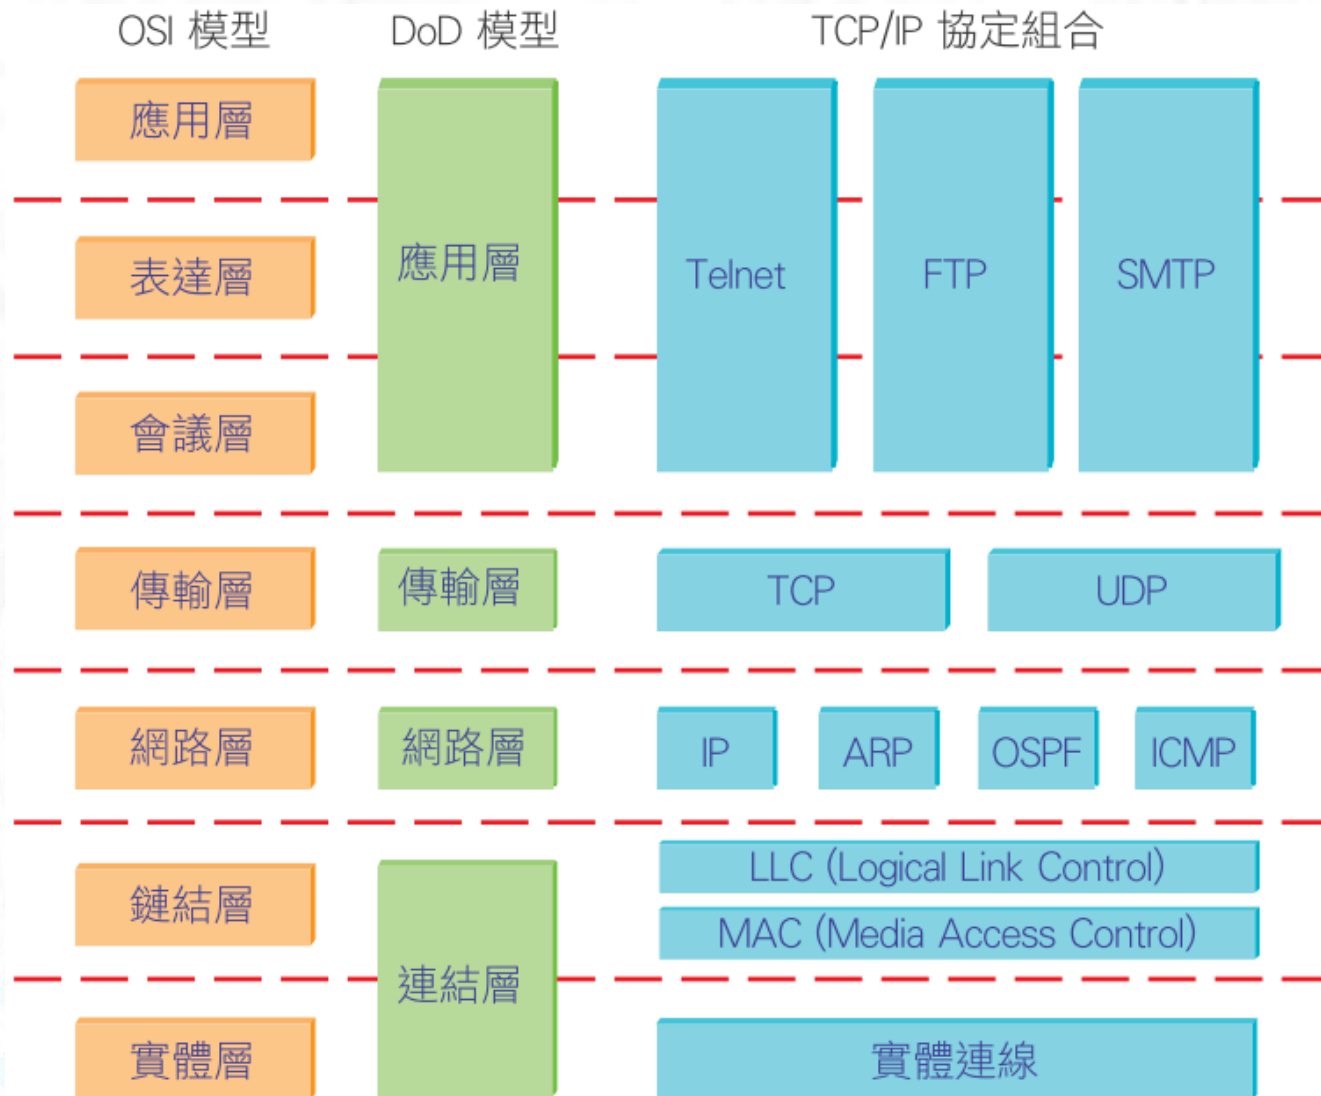 OSI 模型 DoD 模型 TCP/IP 協定組合
應用層
表達層 應用層 Telnet FTP SMTP
會議層
傳輸層 傳輸層 TCP UDP
網路層 網路層 IP ARP OSPF ICMP
LLC (Logical Link Control)
鏈結層
MAC (Media Access Control)
連結層
實體層 實體連線